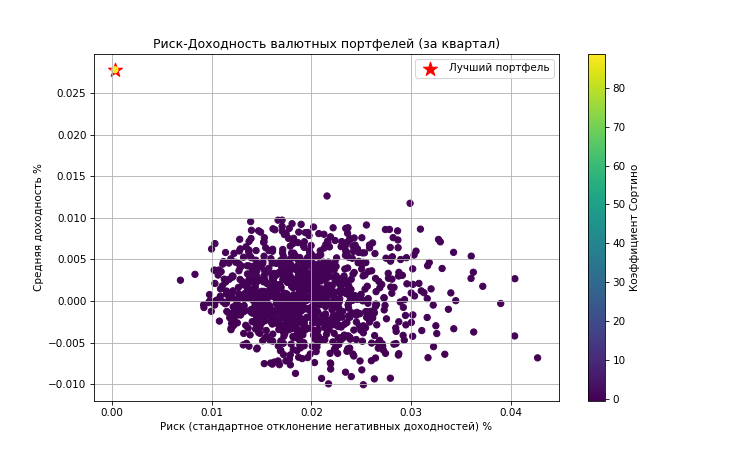 Риск-Доходность валютных портфелей (за квартал)
Лучший портфель
0.025
0.020
0.015
0.010
0.005
0.000
−0.005
−0.010
Средняя доходность %
0.00 0.01 0.02 0.03 0.04
Риск (стандартное отклонение негативных доходностей) %
80
70
60
50
40
30
20
10
0
Коэффициент Сортино